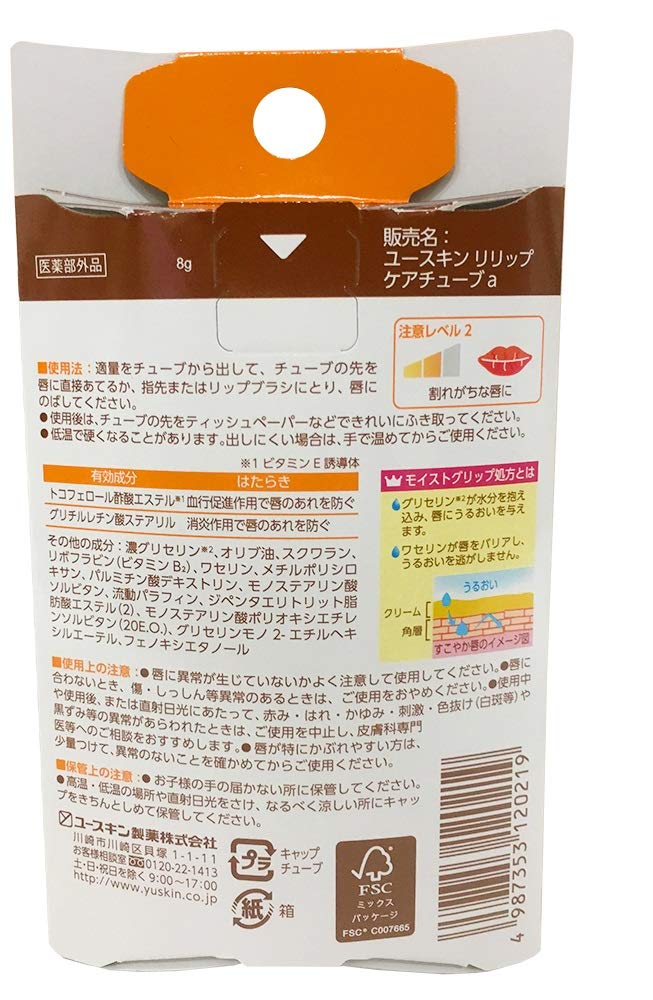 医薬部外品
8g
販売名：
ユースキン リリップ
ケアチューブa
注意レベル 2
割れがちな唇に
■使用法：適量をチューブから出して、チューブの先を
唇に直接あてるか、指先またはリップブラシにとり、唇に
のばしてください。
●使用後は、チューブの先をティッシュペーパーなどできれいにふき取ってください。
●低温で硬くなることがあります。出しにくい場合は、手で温めてからご使用ください。
※1 ビタミンE誘導体
有効成分 はたらき
トコフェロール酢酸エステル※1 血行促進作用で唇のあれを防ぐ
グリチルレチン酸ステアリル 消炎作用で唇のあれを防ぐ
その他の成分：濃グリセリン※2、オリブ油、スクワラン、
リボフラビン(ビタミンB₂)、ワセリン、メチルポリシロ
キサン、パルミチン酸デキストリン、モノステアリン酸
ソルビタン、流動パラフィン、ジペンタエリトリット脂
肪酸エステル(2)、モノステアリン酸ポリオキシエチレ
ンソルビタン(20E.O.)、グリセリンモノ2-エチルヘキ
シルエーテル、フェノキシエタノール
モイストグリップ処方とは
グリセリン※2が水分を抱え
込み、唇にうるおいを与え
ます。
ワセリンが唇をバリアし、
うるおいを逃がしません。
うるおい
クリーム
角層
すこやか唇のイメージ図
■使用上の注意：●唇に異常が生じていないかよく注意して使用してください。●唇に
合わないとき、傷・しっしん等異常のあるときは、ご使用をおやめください。●使用中
や使用後、または直射日光にあたって、赤み・はれ・かゆみ・刺激・色抜け(白斑等)や
黒ずみ等の異常があらわれたときは、ご使用を中止し、皮膚科専門
医等へのご相談をおすすめします。●唇が特にかぶれやすい方は、
少量つけて、異常のないことを確かめてからご使用ください。
■保管上の注意：●お子様の手の届かない所に保管してください。
●高温・低温の場所や直射日光をさけ、なるべく涼しい所にキャッ
プをきちんとしめて保管してください。
ユースキン製薬株式会社
川崎市川崎区貝塚1-1-11
お客様相談室 0120-22-1413
土・日・祝日を除く9:00〜17:00
http://www.yuskin.co.jp
プラ
キャップ
チューブ
紙
箱
FSC
ミックス
パッケージ
FSC® C007665
4 987353 120219